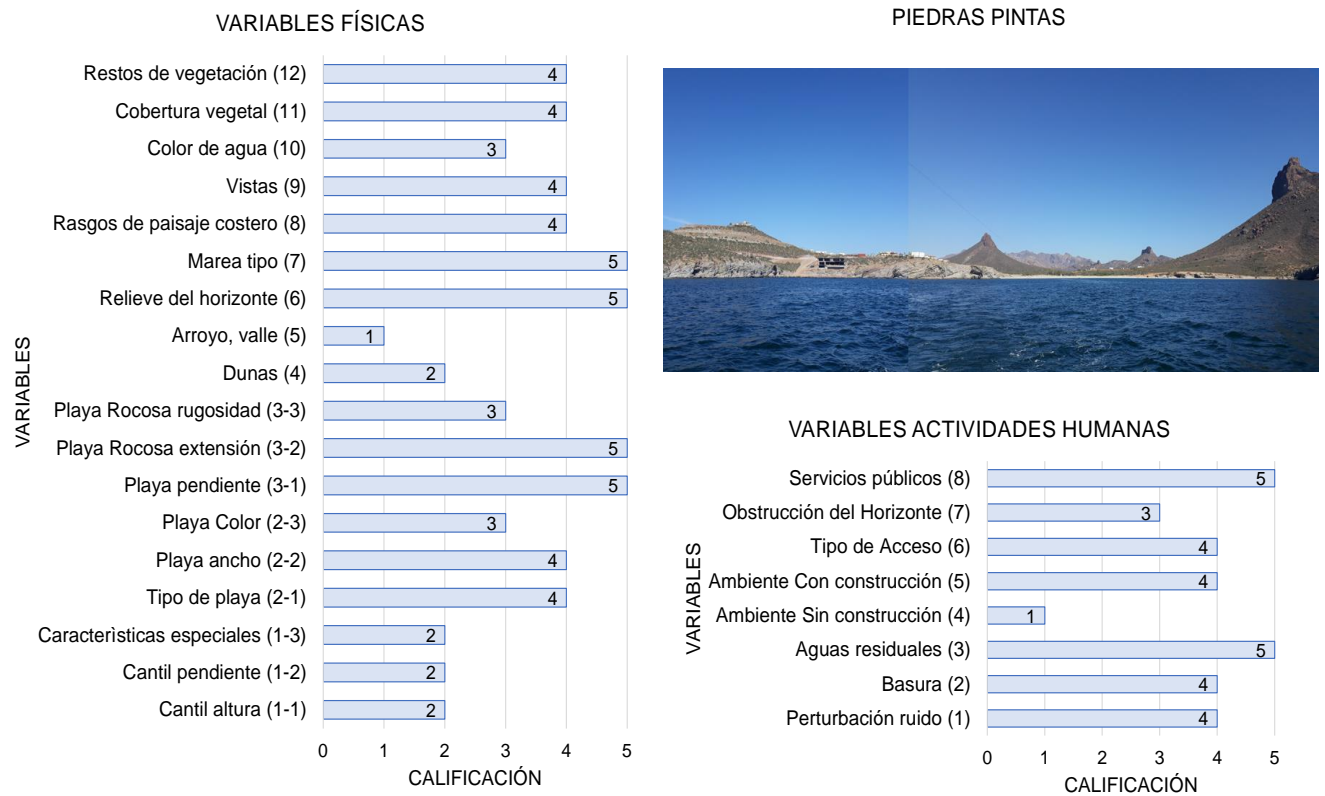 VARIABLES FÍSICAS
VARIABLES
Restos de vegetación (12) 4
Cobertura vegetal (11) 4
Color de agua (10) 3
Vistas (9) 4
Rasgos de paisaje costero (8) 4
Marea tipo (7) 5
Relieve del horizonte (6) 5
Arroyo, valle (5) 1
Dunas (4) 2
Playa Rocosa rugosidad (3-3) 3
Playa Rocosa extensión (3-2) 5
Playa pendiente (3-1) 5
Playa Color (2-3) 3
Playa ancho (2-2) 4
Tipo de playa (2-1) 4
Caracterìsticas especiales (1-3) 2
Cantil pendiente (1-2) 2
Cantil altura (1-1) 2
0 1 2 3 4 5
CALIFICACIÓN
PIEDRAS PINTAS
VARIABLES ACTIVIDADES HUMANAS
VARIABLES
Servicios públicos (8) 5
Obstrucción del Horizonte (7) 3
Tipo de Acceso (6) 4
Ambiente Con construcción (5) 4
Ambiente Sin construcción (4) 1
Aguas residuales (3) 5
Basura (2) 4
Perturbación ruido (1) 4
0 1 2 3 4 5
CALIFICACIÓN